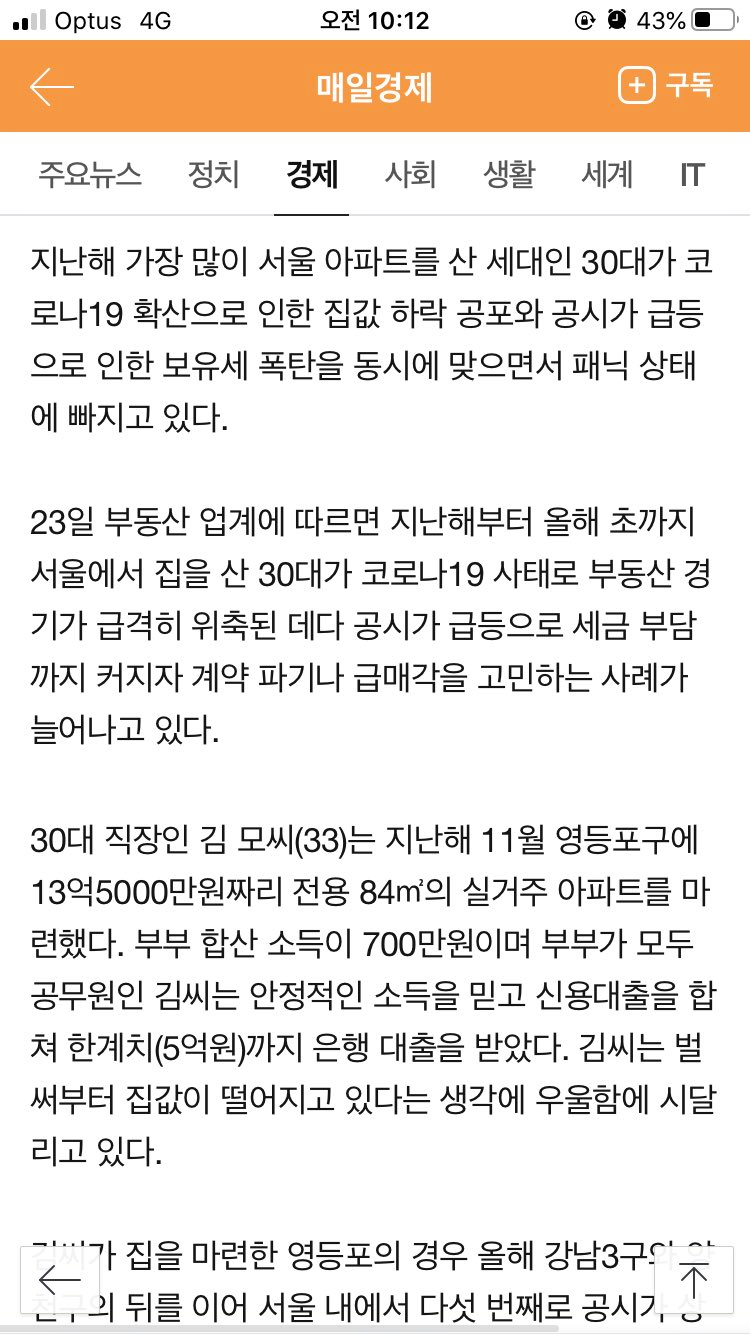 Optus 4G 오전 10:12 43%
매일경제 구독
주요뉴스 정치 경제 사회 생활 세계 IT
지난해 가장 많이 서울 아파트를 산 세대인 30대가 코
로나19 확산으로 인한 집값 하락 공포와 공시가 급등
으로 인한 보유세 폭탄을 동시에 맞으면서 패닉 상태
에 빠지고 있다.
23일 부동산 업계에 따르면 지난해부터 올해 초까지
서울에서 집을 산 30대가 코로나19 사태로 부동산 경
기가 급격히 위축된 데다 공시가 급등으로 세금 부담
까지 커지자 계약 파기나 급매각을 고민하는 사례가
늘어나고 있다.
30대 직장인 김 모씨(33)는 지난해 11월 영등포구에
13억5000만원짜리 전용 84㎡의 실거주 아파트를 마
련했다. 부부 합산 소득이 700만원이며 부부가 모두
공무원인 김씨는 안정적인 소득을 믿고 신용대출을 합
쳐 한계치(5억원)까지 은행 대출을 받았다. 김씨는 벌
써부터 집값이 떨어지고 있다는 생각에 우울함에 시달
리고 있다.
김씨가 집을 마련한 영등포의 경우 올해 강남3구와 양
천구의 뒤를 이어 서울 내에서 다섯 번째로 공시가 상